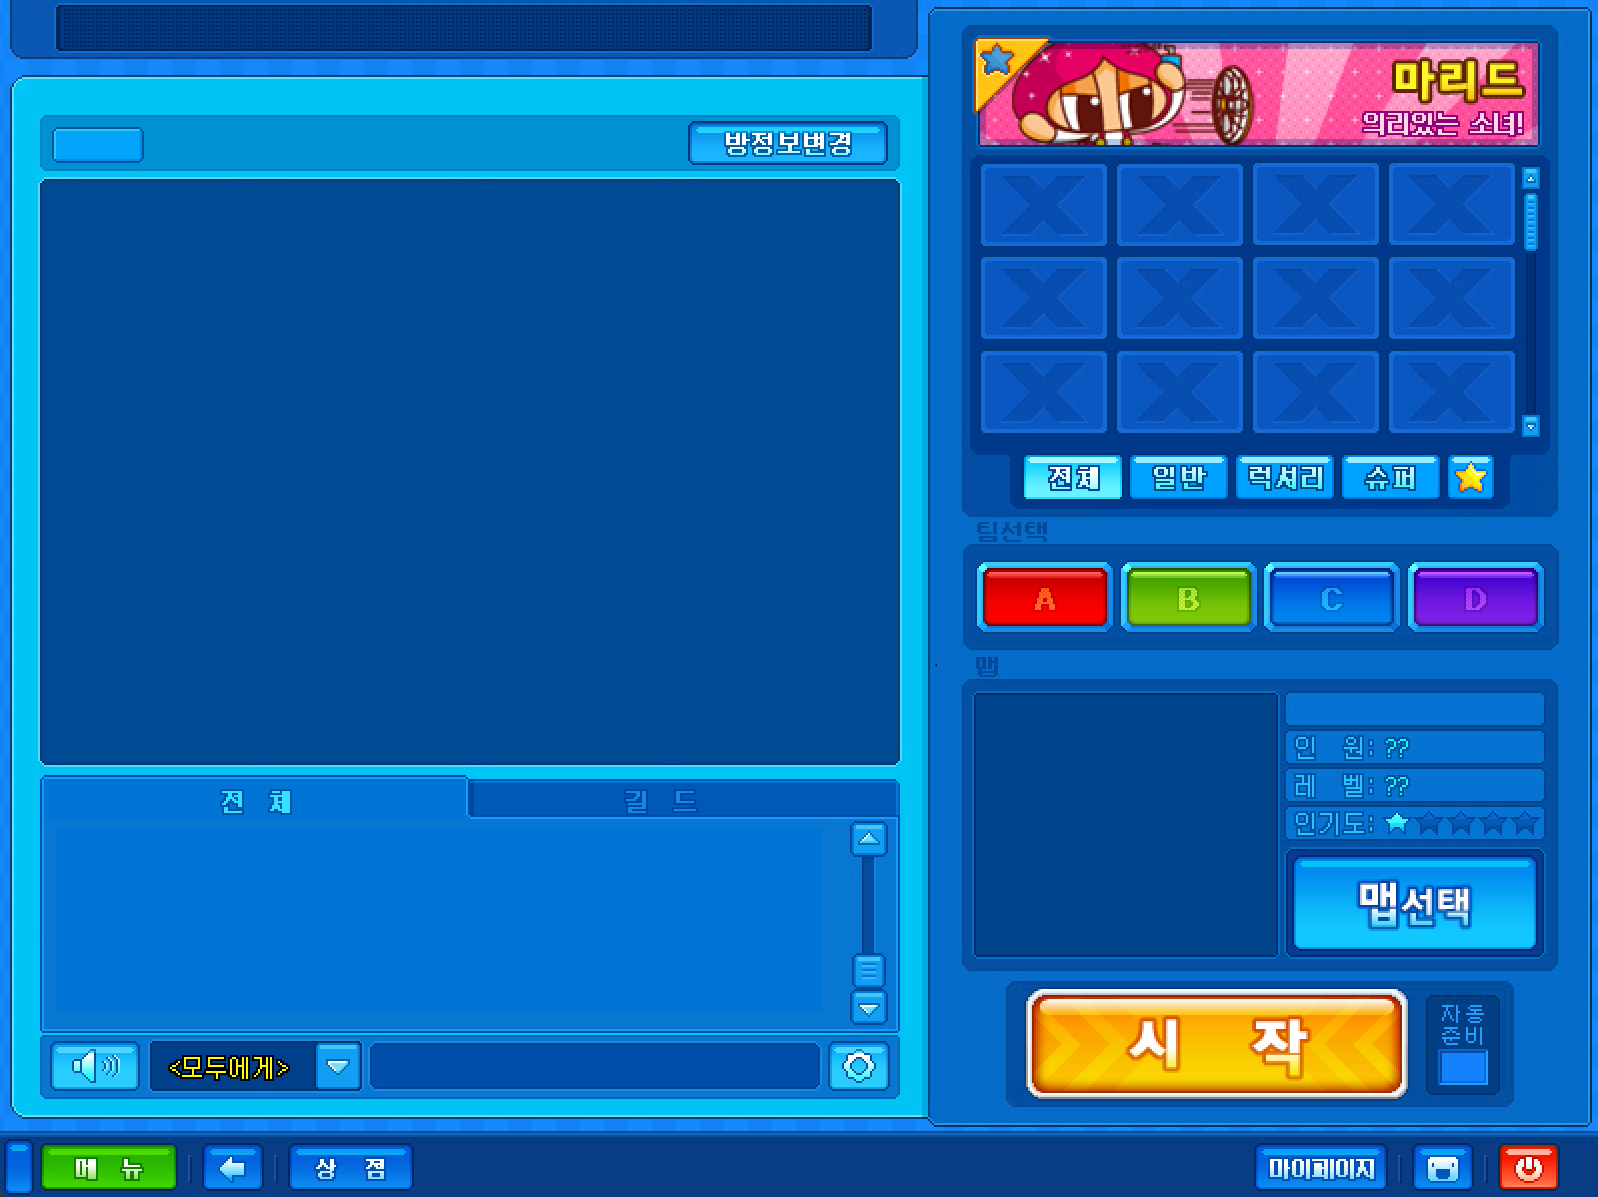 방정보변경
마리드
의리있는 소녀!
전체 일반 럭셔리 슈퍼
팀선택
A B C D
맵
인 원: ??
레 벨: ??
인기도:
맵선택
전 체 길 드
<모두에게>
시 작
자동
준비
메 뉴
상 점
마이페이지